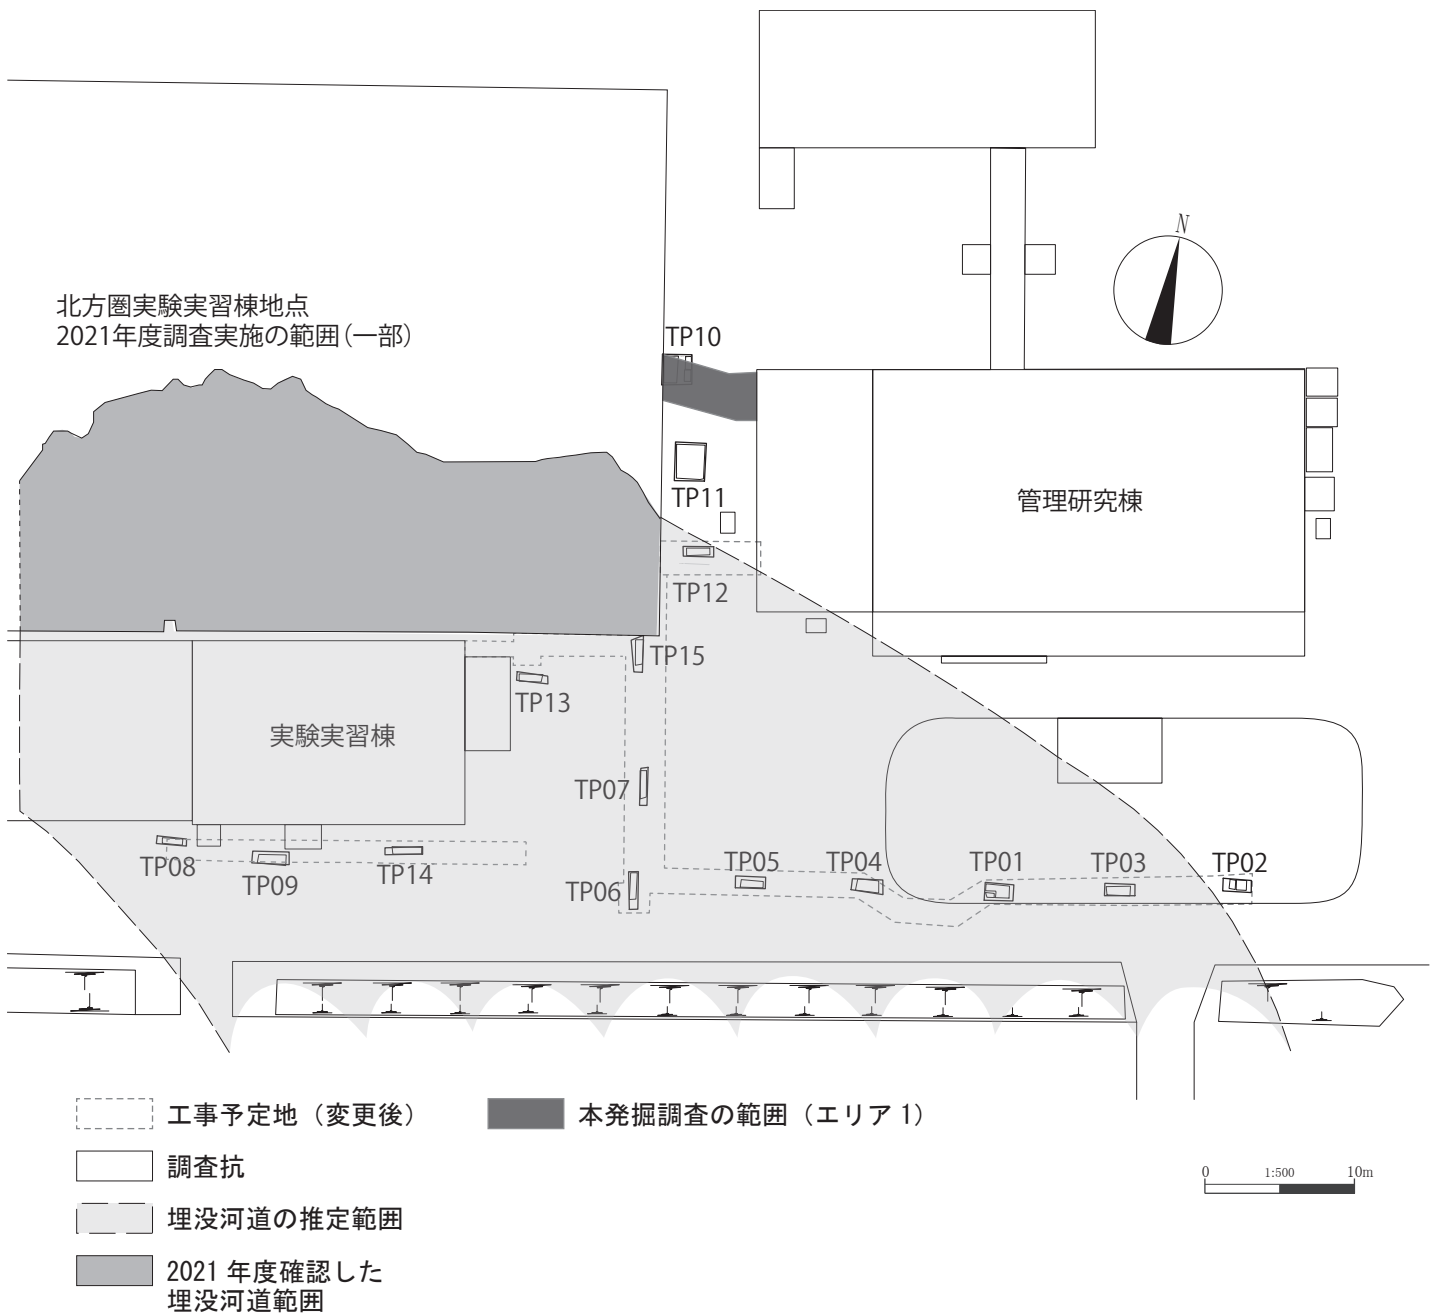 N
北方圏実験実習棟地点
2021年度調査実施の範囲（一部）
TP10
TP11
管理研究棟
TP12
TP15
TP13
実験実習棟
TP07
TP08
TP09
TP14
TP06
TP05
TP04
TP01
TP03
TP02
工事予定地（変更後）
本発掘調査の範囲（エリア 1）
調査抗
埋没河道の推定範囲
2021 年度確認した
埋没河道範囲
0 1:500 10m